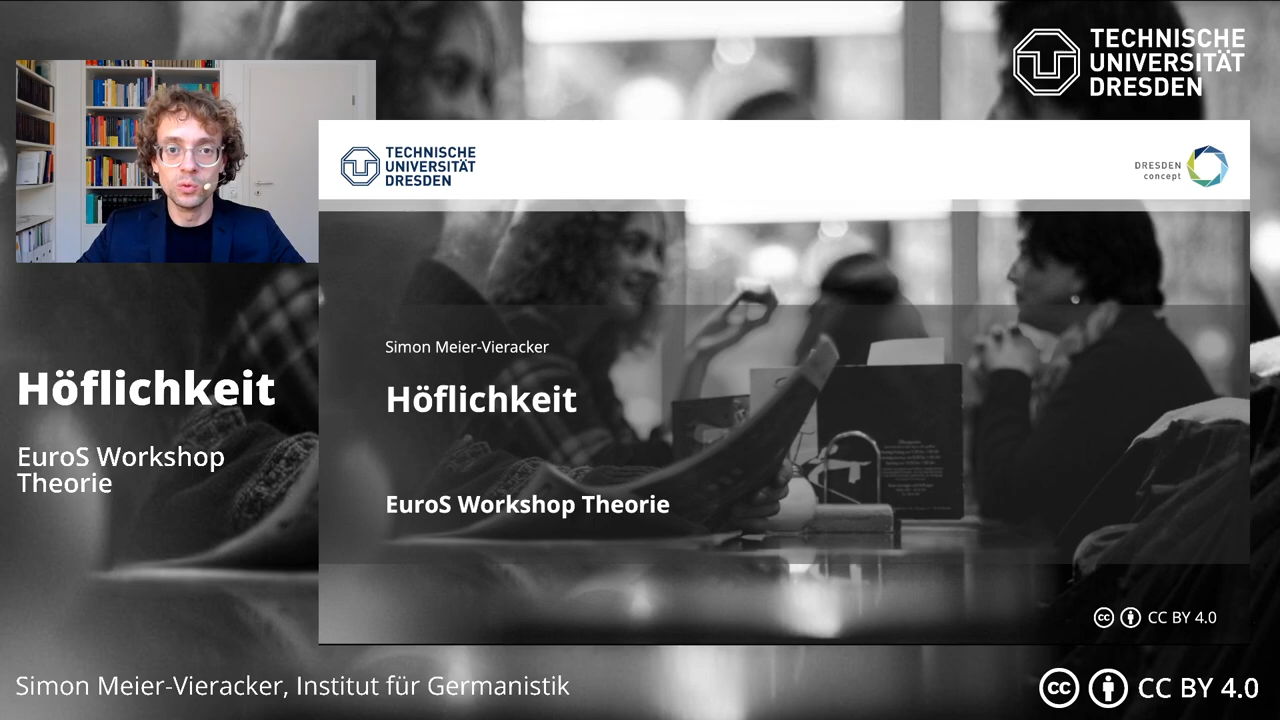 TECHNISCHE
UNIVERSITÄT
DRESDEN
TECHNISCHE
UNIVERSITÄT
DRESDEN
DRESDEN
concept
Simon Meier-Vieracker
Höflichkeit
EuroS Workshop Theorie
CC BY 4.0
Höflichkeit
EuroS Workshop
Theorie
Simon Meier-Vieracker, Institut für Germanistik
CC BY 4.0